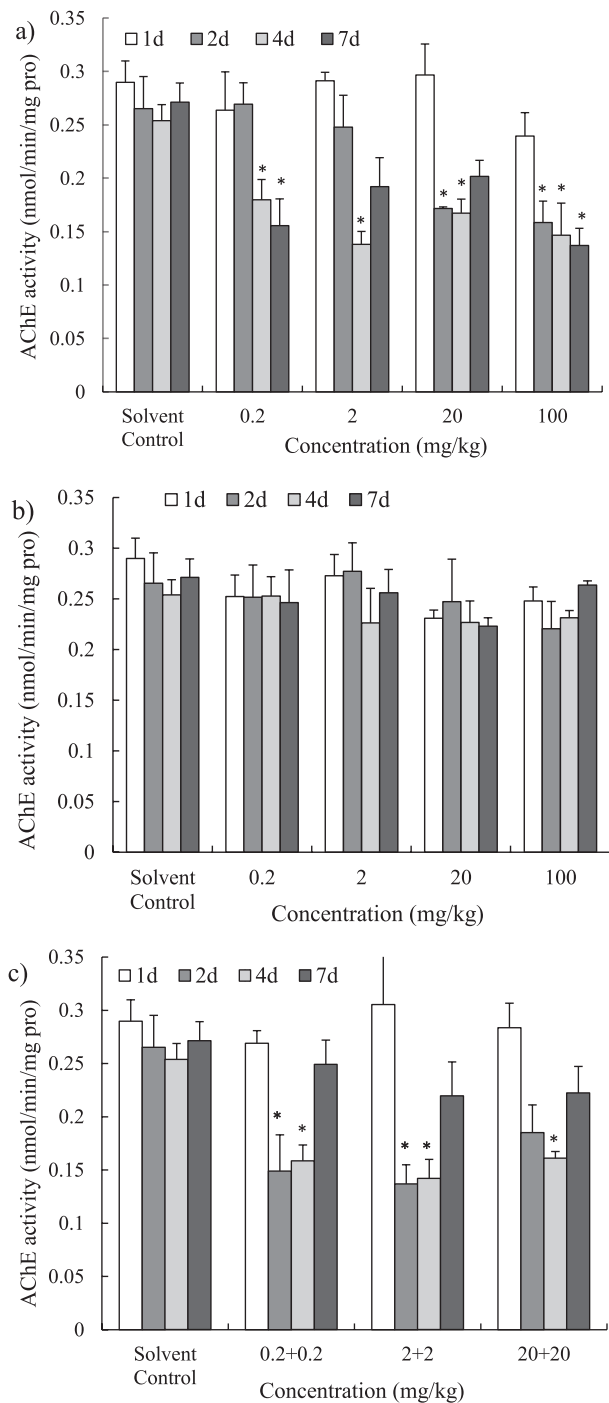 a)
1d 2d 4d 7d
AChE activity (nmol/min/mg pro)
0.35
0.3
0.25
0.2
0.15
0.1
0.05
0
* *
*
* *
* * *
Solvent Control 0.2 2 20 100
Concentration (mg/kg)
b)
1d 2d 4d 7d
AChE activity (nmol/min/mg pro)
0.35
0.3
0.25
0.2
0.15
0.1
0.05
0
Solvent Control 0.2 2 20 100
Concentration (mg/kg)
c)
1d 2d 4d 7d
AChE activity (nmol/min/mg pro)
0.35
0.3
0.25
0.2
0.15
0.1
0.05
0
* *
* *
*
Solvent Control 0.2+0.2 2+2 20+20
Concentration (mg/kg)